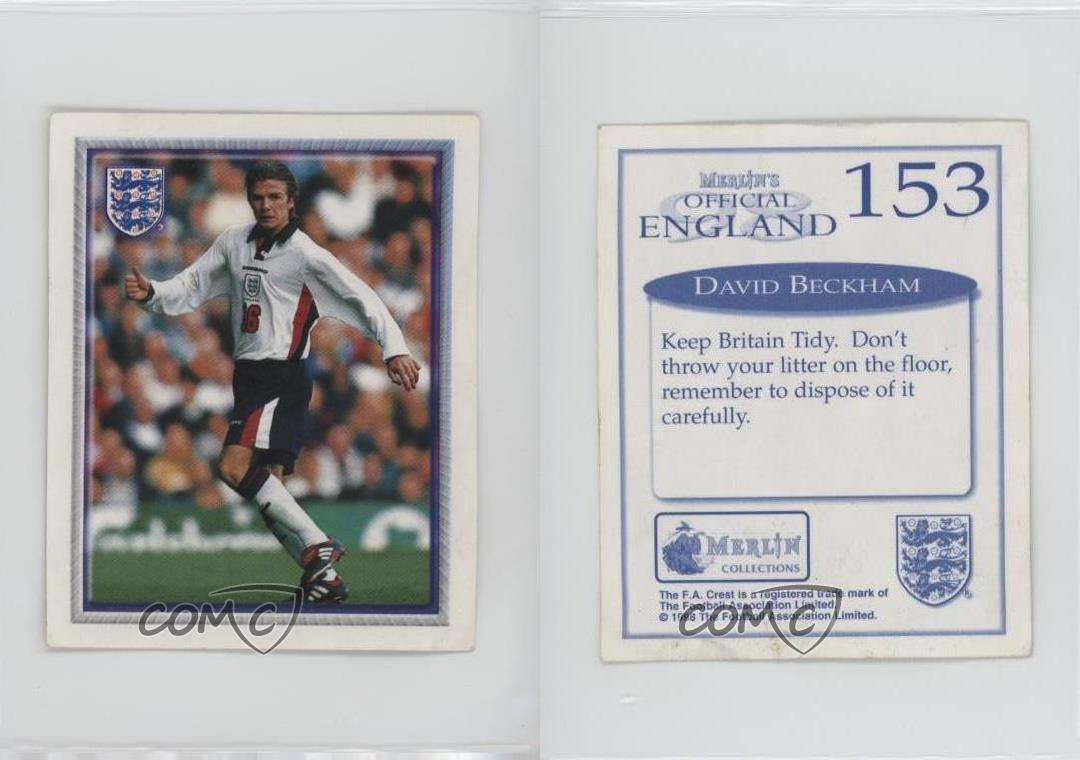 16
Carlsberg
COMC
MERLIN'S
OFFICIAL
ENGLAND
153
DAVID BECKHAM
Keep Britain Tidy. Don't
throw your litter on the floor,
remember to dispose of it
carefully.
MERLIN
COLLECTIONS
The F.A. Crest is a registered trade mark of
The Football Association Limited.
© 1998 The Football Association Limited.
COMC